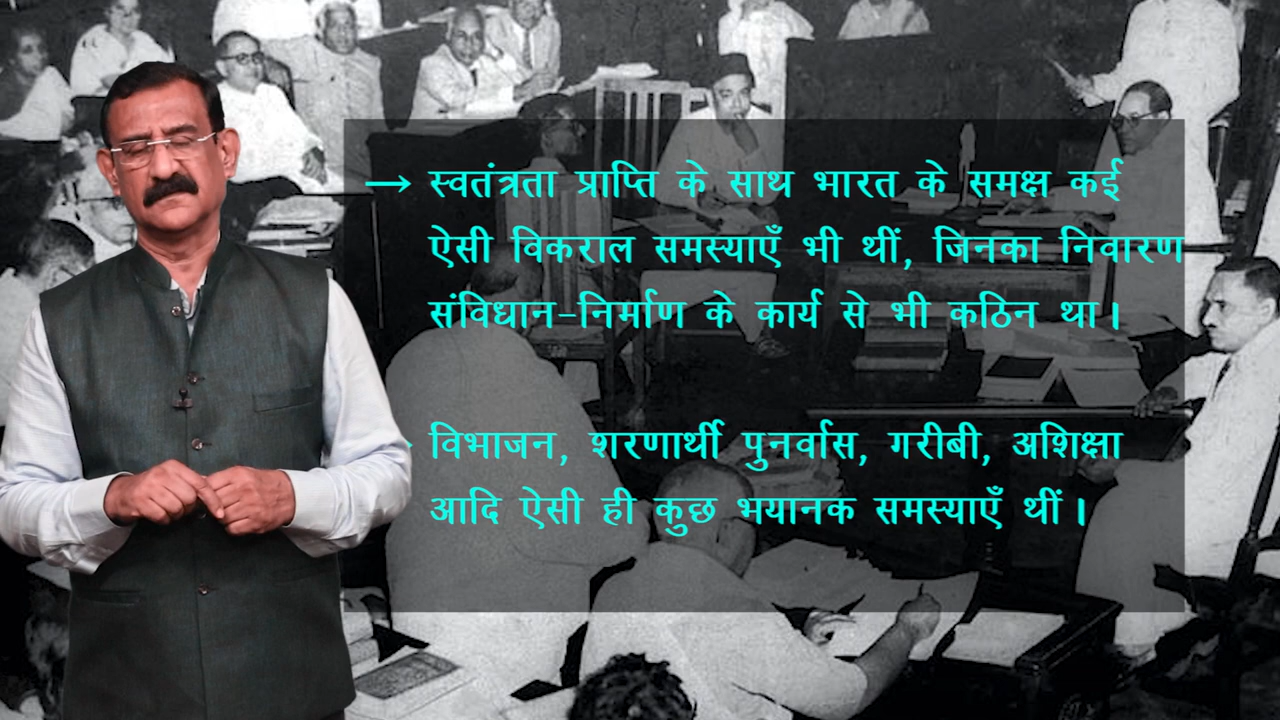 → स्वतंत्रता प्राप्ति के साथ भारत के समक्ष कई
ऐसी विकराल समस्याएँ भी थीं, जिनका निवारण
संविधान-निर्माण के कार्य से भी कठिन था।
विभाजन, शरणार्थी पुनर्वास, गरीबी, अशिक्षा
आदि ऐसी ही कुछ भयानक समस्याएँ थीं।